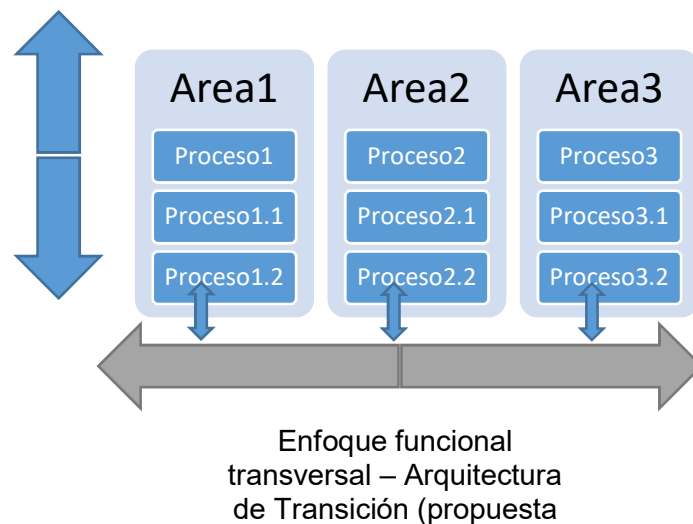 Area1 Area2 Area3
Proceso1 Proceso2 Proceso3
Proceso1.1 Proceso2.1 Proceso3.1
Proceso1.2 Proceso2.2 Proceso3.2
Enfoque funcional
transversal – Arquitectura
de Transición (propuesta